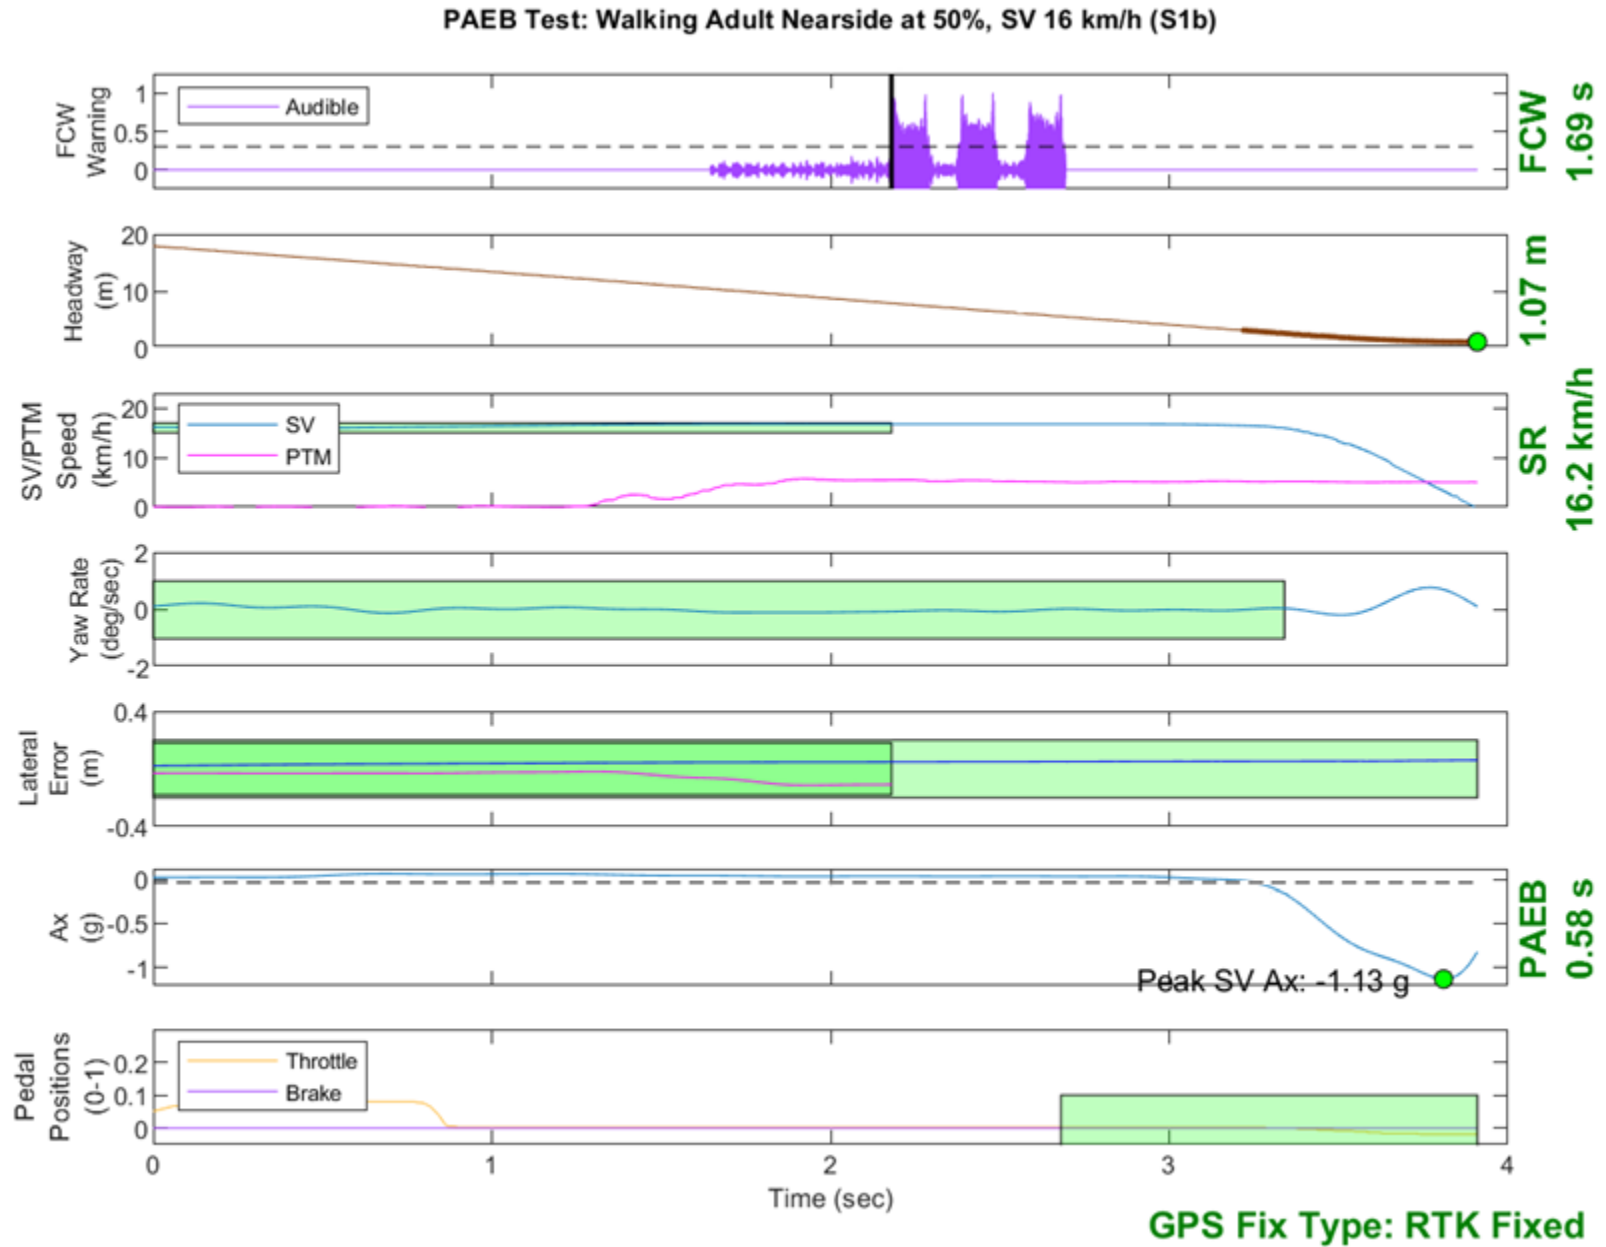 PAEB Test: Walking Adult Nearside at 50%, SV 16 km/h (S1b)
FCW
Warning
1
0.5
0
Audible
FCW
1.69 s
Headway
(m)
20
10
0
1.07 m
SV/PTM
Speed
(km/h)
20
10
0
SV
PTM
SR
16.2 km/h
Yaw Rate
(deg/sec)
2
0
-2
Lateral
Error
(m)
0.4
-0.4
Ax
(g)
0
-0.5
-1
Peak SV Ax: -1.13 g
PAEB
0.58 s
Pedal
Positions
(0-1)
0.2
0.1
0
Throttle
Brake
0 1 2 3 4
Time (sec)
GPS Fix Type: RTK Fixed